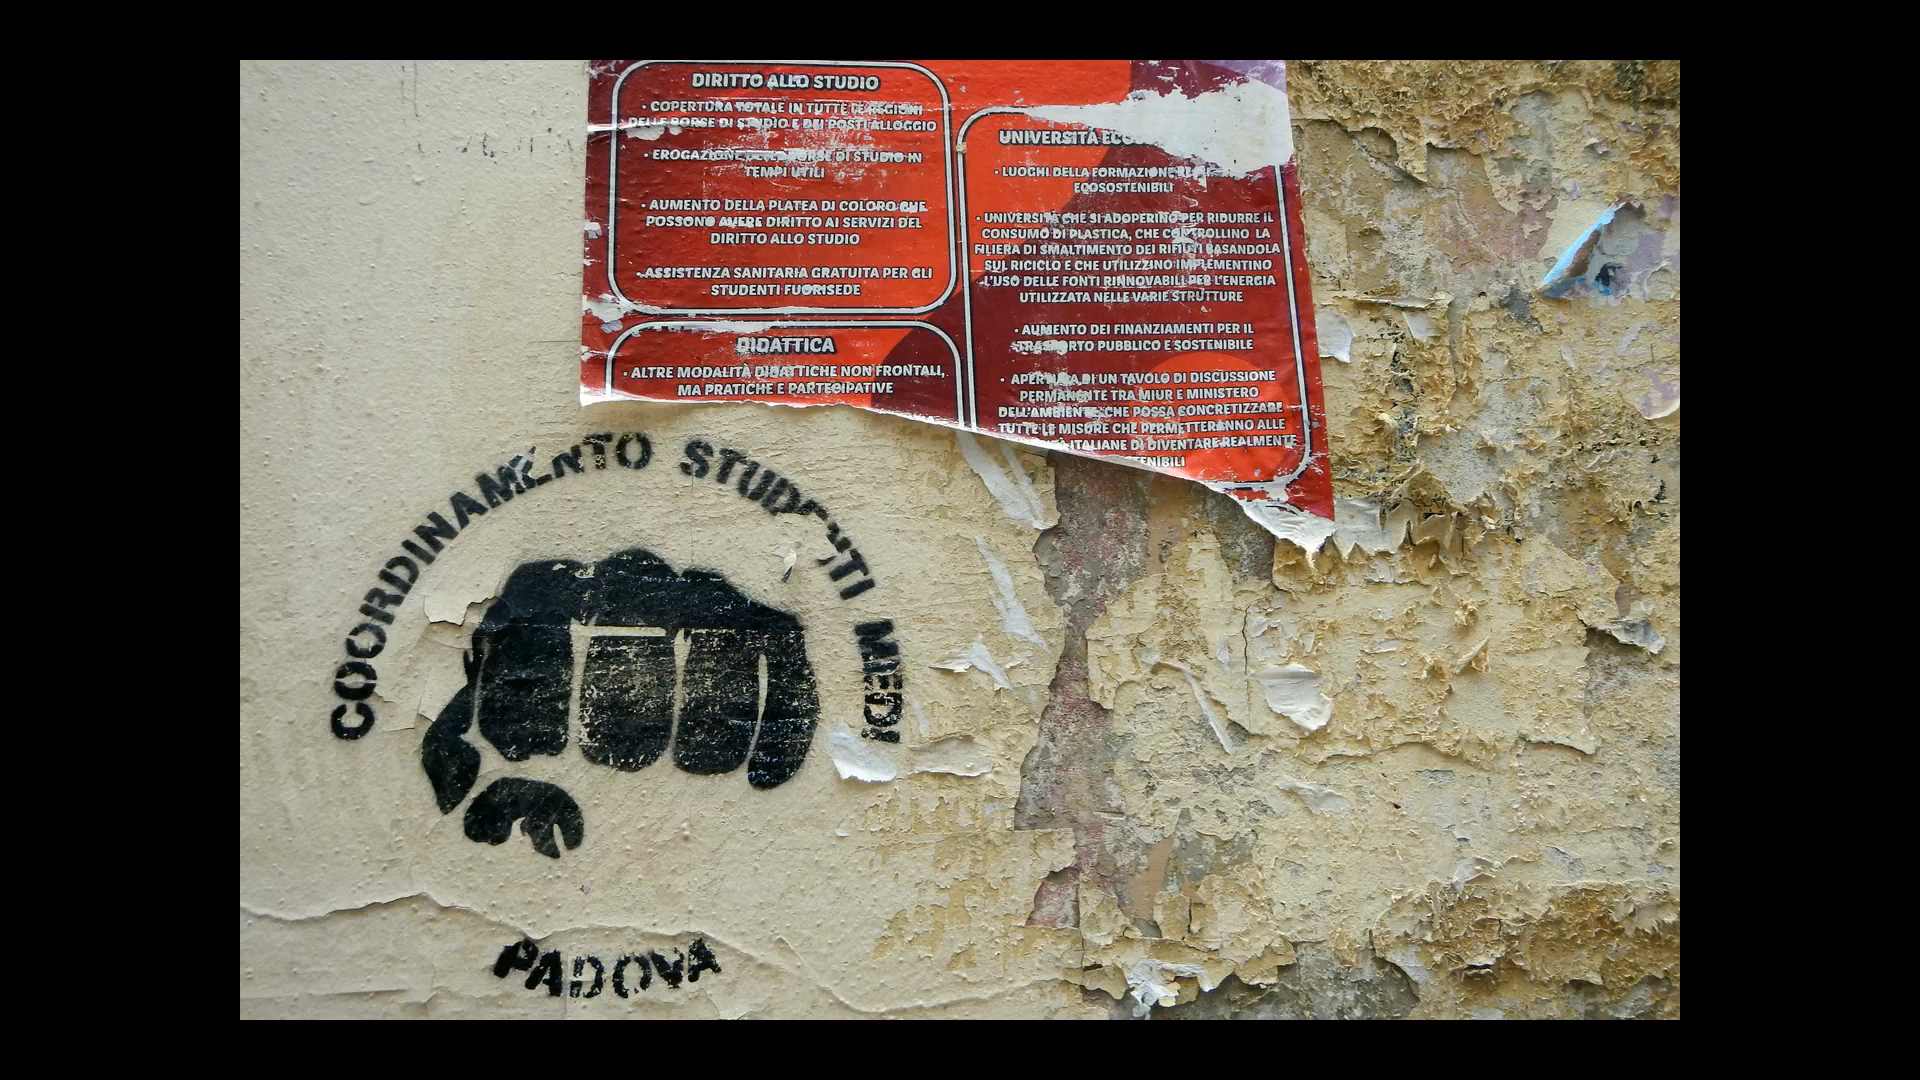 DIRITTO ALLO STUDIO
• COPERTURA TOTALE IN TUTTE LE REGIONI
DELLE BORSE DI STUDIO E DEI POSTI ALLOGGIO
• EROGAZIONE DELLE BORSE DI STUDIO IN
TEMPI UTILI
• AUMENTO DELLA PLATEA DI COLORO CHE
POSSONO AVERE DIRITTO AI SERVIZI DEL
DIRITTO ALLO STUDIO
• ASSISTENZA SANITARIA GRATUITA PER GLI
STUDENTI FUORISEDE
DIDATTICA
• ALTRE MODALITÀ DIDATTICHE NON FRONTALI,
MA PRATICHE E PARTECIPATIVE
UNIVERSITÀ
• LUOGHI DELLA FORMAZIONE
ECOSOSTENIBILI
• UNIVERSITÀ CHE SI ADOPERINO PER RIDURRE IL
CONSUMO DI PLASTICA, CHE CONTROLLINO LA
FILIERA DI SMALTIMENTO DEI RIFIUTI BASANDOLA
SUL RICICLO E CHE UTILIZZINO IMPLEMENTINO
L'USO DELLE FONTI RINNOVABILI PER L'ENERGIA
UTILIZZATA NELLE VARIE STRUTTURE
• AUMENTO DEI FINANZIAMENTI PER IL
TRASPORTO PUBBLICO E SOSTENIBILE
• APERTURA DI UN TAVOLO DI DISCUSSIONE
PERMANENTE TRA MIUR E MINISTERO
DELL'AMBIENTE, CHE POSSA CONCRETIZZARE
TUTTE LE MISURE CHE PERMETTERANNO ALLE
ITALIANE DI DIVENTARE REALMENTE
COORDINAMENTO STUDENTI MEDI
PADOVA